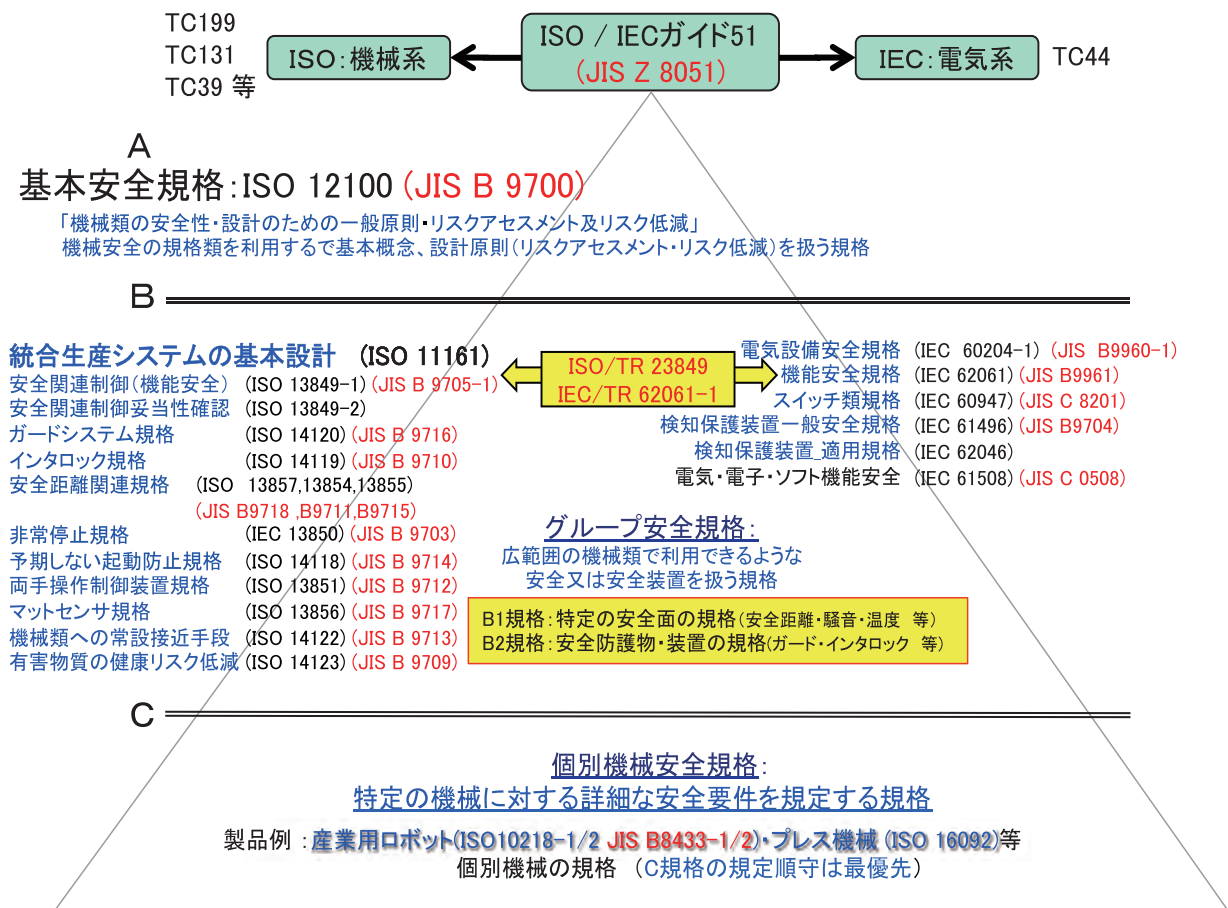 TC199
TC131
TC39 等
ISO:機械系
ISO / IECガイド51
(JIS Z 8051)
IEC:電気系
TC44
A
基本安全規格:ISO 12100 (JIS B 9700)
「機械類の安全性・設計のための一般原則・リスクアセスメント及リスク低減」
機械安全の規格類を利用するで基本概念、設計原則(リスクアセスメント・リスク低減)を扱う規格
B
統合生産システムの基本設計 (ISO 11161)
安全関連制御(機能安全) (ISO 13849-1) (JIS B 9705-1)
安全関連制御妥当性確認 (ISO 13849-2)
ガードシステム規格 (ISO 14120) (JIS B 9716)
インタロック規格 (ISO 14119) (JIS B 9710)
安全距離関連規格 (ISO 13857,13854,13855)
(JIS B9718 ,B9711,B9715)
非常停止規格 (IEC 13850) (JIS B 9703)
予期しない起動防止規格 (ISO 14118) (JIS B 9714)
両手操作制御装置規格 (ISO 13851) (JIS B 9712)
マットセンサ規格 (ISO 13856) (JIS B 9717)
機械類への常設接近手段 (ISO 14122) (JIS B 9713)
有害物質の健康リスク低減 (ISO 14123) (JIS B 9709)
ISO/TR 23849
IEC/TR 62061-1
電気設備安全規格 (IEC 60204-1) (JIS B9960-1)
機能安全規格 (IEC 62061) (JIS B9961)
スイッチ類規格 (IEC 60947) (JIS C 8201)
検知保護装置一般安全規格 (IEC 61496) (JIS B9704)
検知保護装置_適用規格 (IEC 62046)
電気・電子・ソフト機能安全 (IEC 61508) (JIS C 0508)
グループ安全規格:
広範囲の機械類で利用できるような
安全又は安全装置を扱う規格
B1規格:特定の安全面の規格(安全距離・騒音・温度 等)
B2規格:安全防護物・装置の規格(ガード・インタロック 等)
C
個別機械安全規格:
特定の機械に対する詳細な安全要件を規定する規格
製品例 :産業用ロボット(ISO10218-1/2 JIS B8433-1/2)・プレス機械 (ISO 16092)等
個別機械の規格 (C規格の規定順守は最優先)